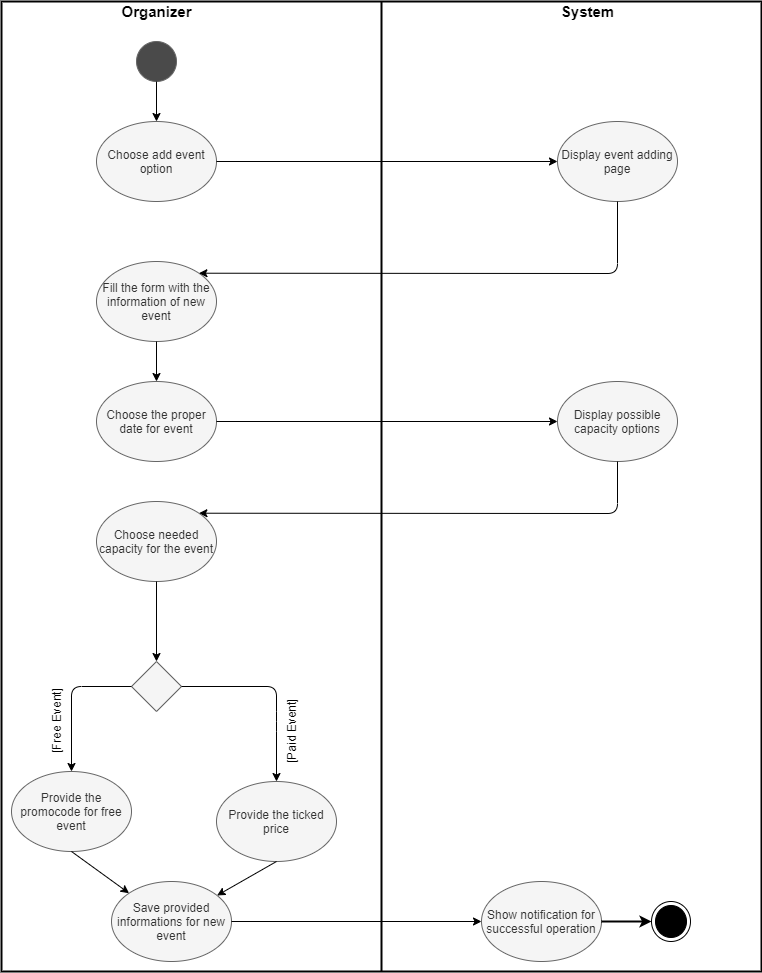 Organizer
System
Choose add event
option
Display event adding
page
Fill the form with the
information of new
event
Choose the proper
date for event
Display possible
capacity options
Choose needed
capacity for the event
[Free Event]
[Paid Event]
Provide the
promocode for free
event
Provide the ticked
price
Save provided
informations for new
event
Show notification for
successful operation